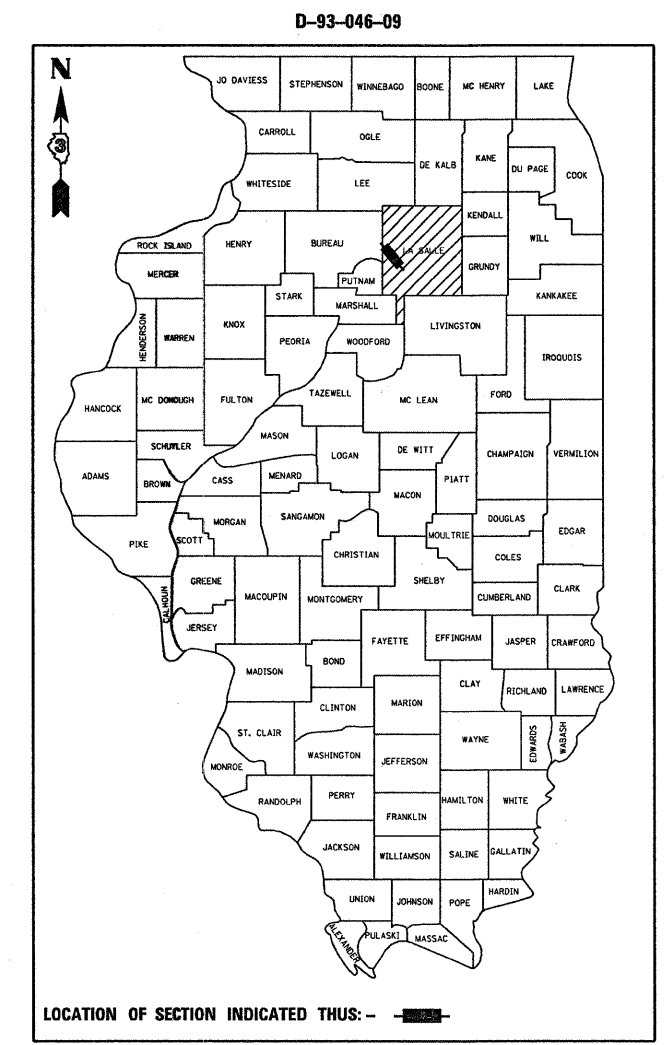 D-93-046-09
N
3
JO DAVIESS
STEPHENSON
WINNEBAGO
BOONE
MC HENRY
LAKE
CARROLL
OGLE
DE KALB
KANE
DU PAGE
COOK
WHITESIDE
LEE
KENDALL
WILL
ROCK ISLAND
HENRY
BUREAU
LA SALLE
GRUNDY
MERCER
PUTNAM
STARK
MARSHALL
KANKAKEE
HENDERSON
WARREN
KNOX
PEORIA
WOODFORD
LIVINGSTON
IROQUOIS
HANCOCK
MC DONOUGH
FULTON
TAZEWELL
MC LEAN
FORD
MASON
SCHUYLER
LOGAN
DE WITT
CHAMPAIGN
VERMILION
ADAMS
BROWN
CASS
MENARD
PIATT
MACON
MORGAN
SANGAMON
DOUGLAS
EDGAR
PIKE
SCOTT
CHRISTIAN
MOULTRIE
COLES
GREENE
MACOUPIN
MONTGOMERY
SHELBY
CUMBERLAND
CLARK
CALHOUN
JERSEY
FAYETTE
EFFINGHAM
JASPER
CRAWFORD
MADISON
BOND
CLAY
RICHLAND
LAWRENCE
CLINTON
MARION
ST. CLAIR
WAYNE
EDWARDS
WABASH
WASHINGTON
JEFFERSON
MONROE
RANDOLPH
PERRY
HAMILTON
WHITE
FRANKLIN
JACKSON
WILLIAMSON
SALINE
GALLATIN
UNION
JOHNSON
POPE
HARDIN
ALEXANDER
PULASKI
MASSAC
LOCATION OF SECTION INDICATED THUS: -